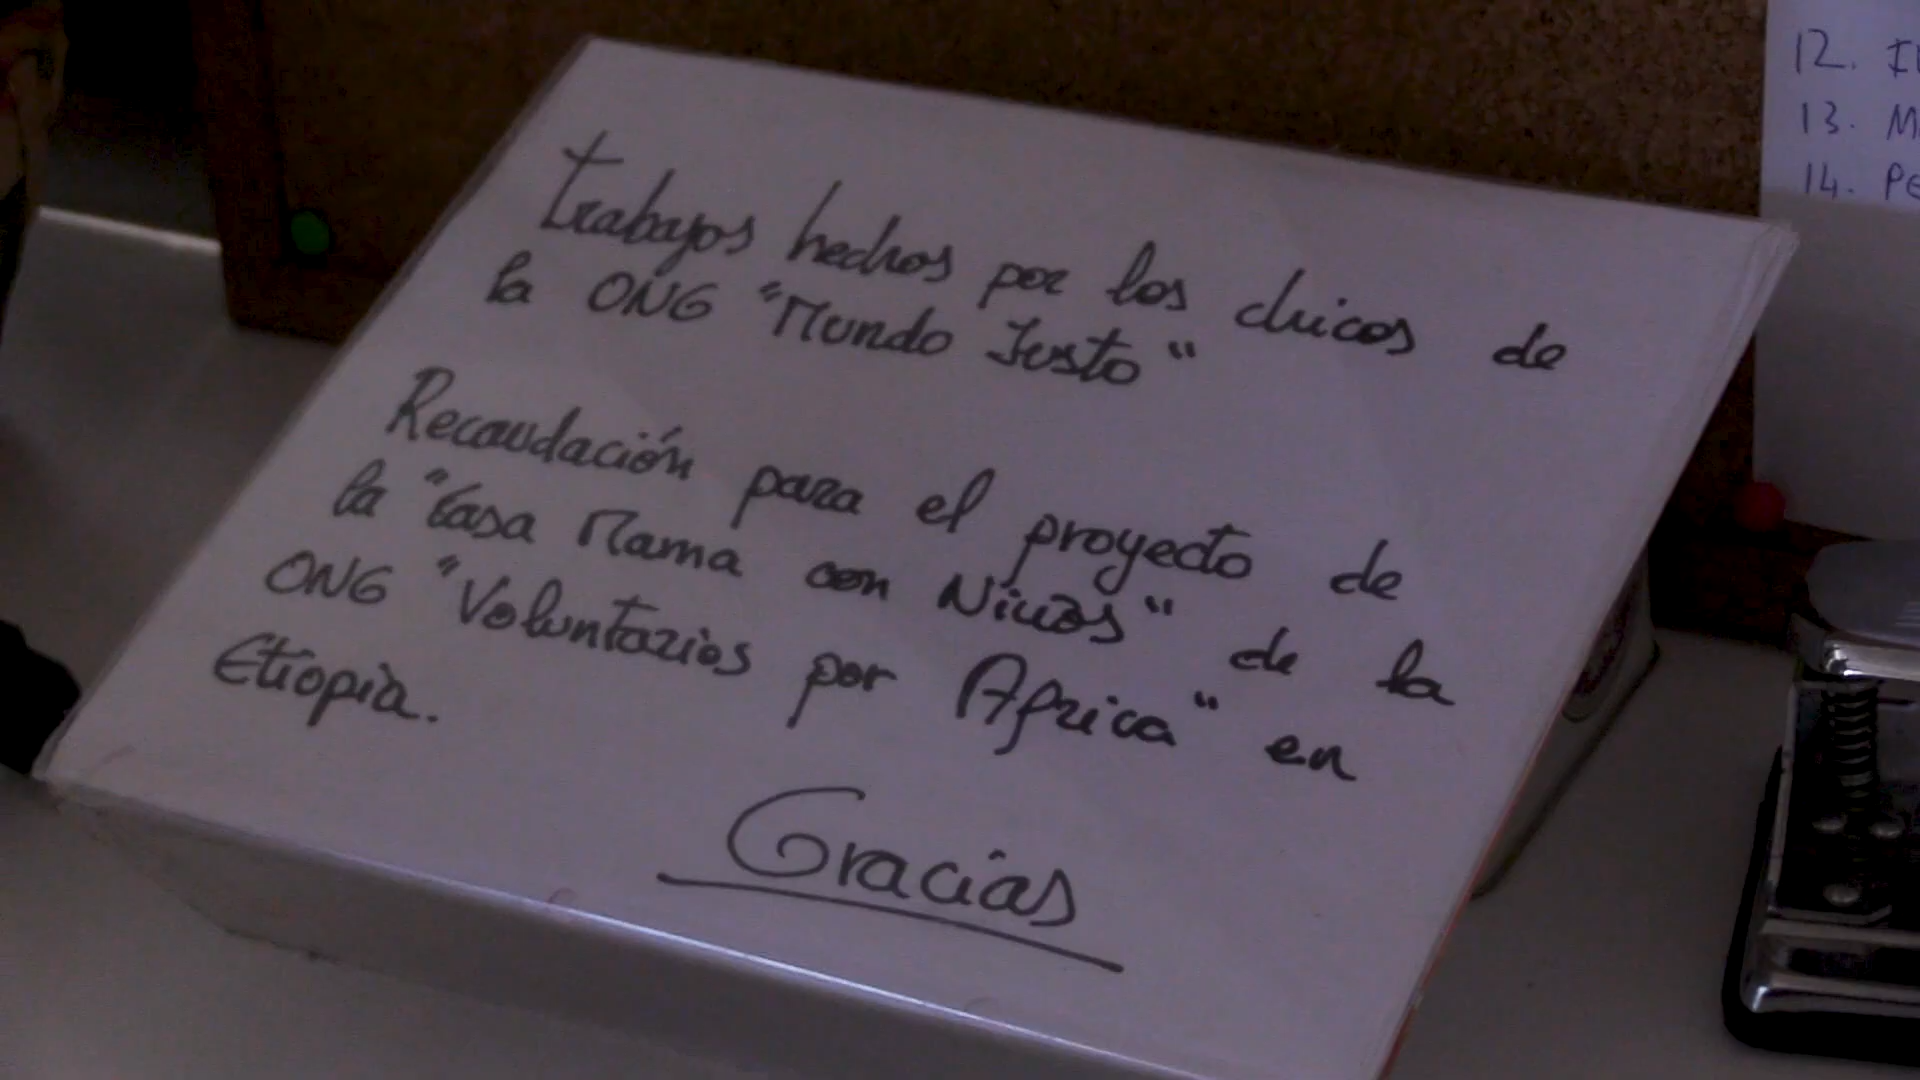 Trabajos hechos por los chicos de
la ONG "Mundo Justo"
Recaudación para el proyecto de
la "Casa Mama con Niños" de la
ONG "Voluntarios por Africa" en
Etiopia.
Gracias
12.
13.
14.